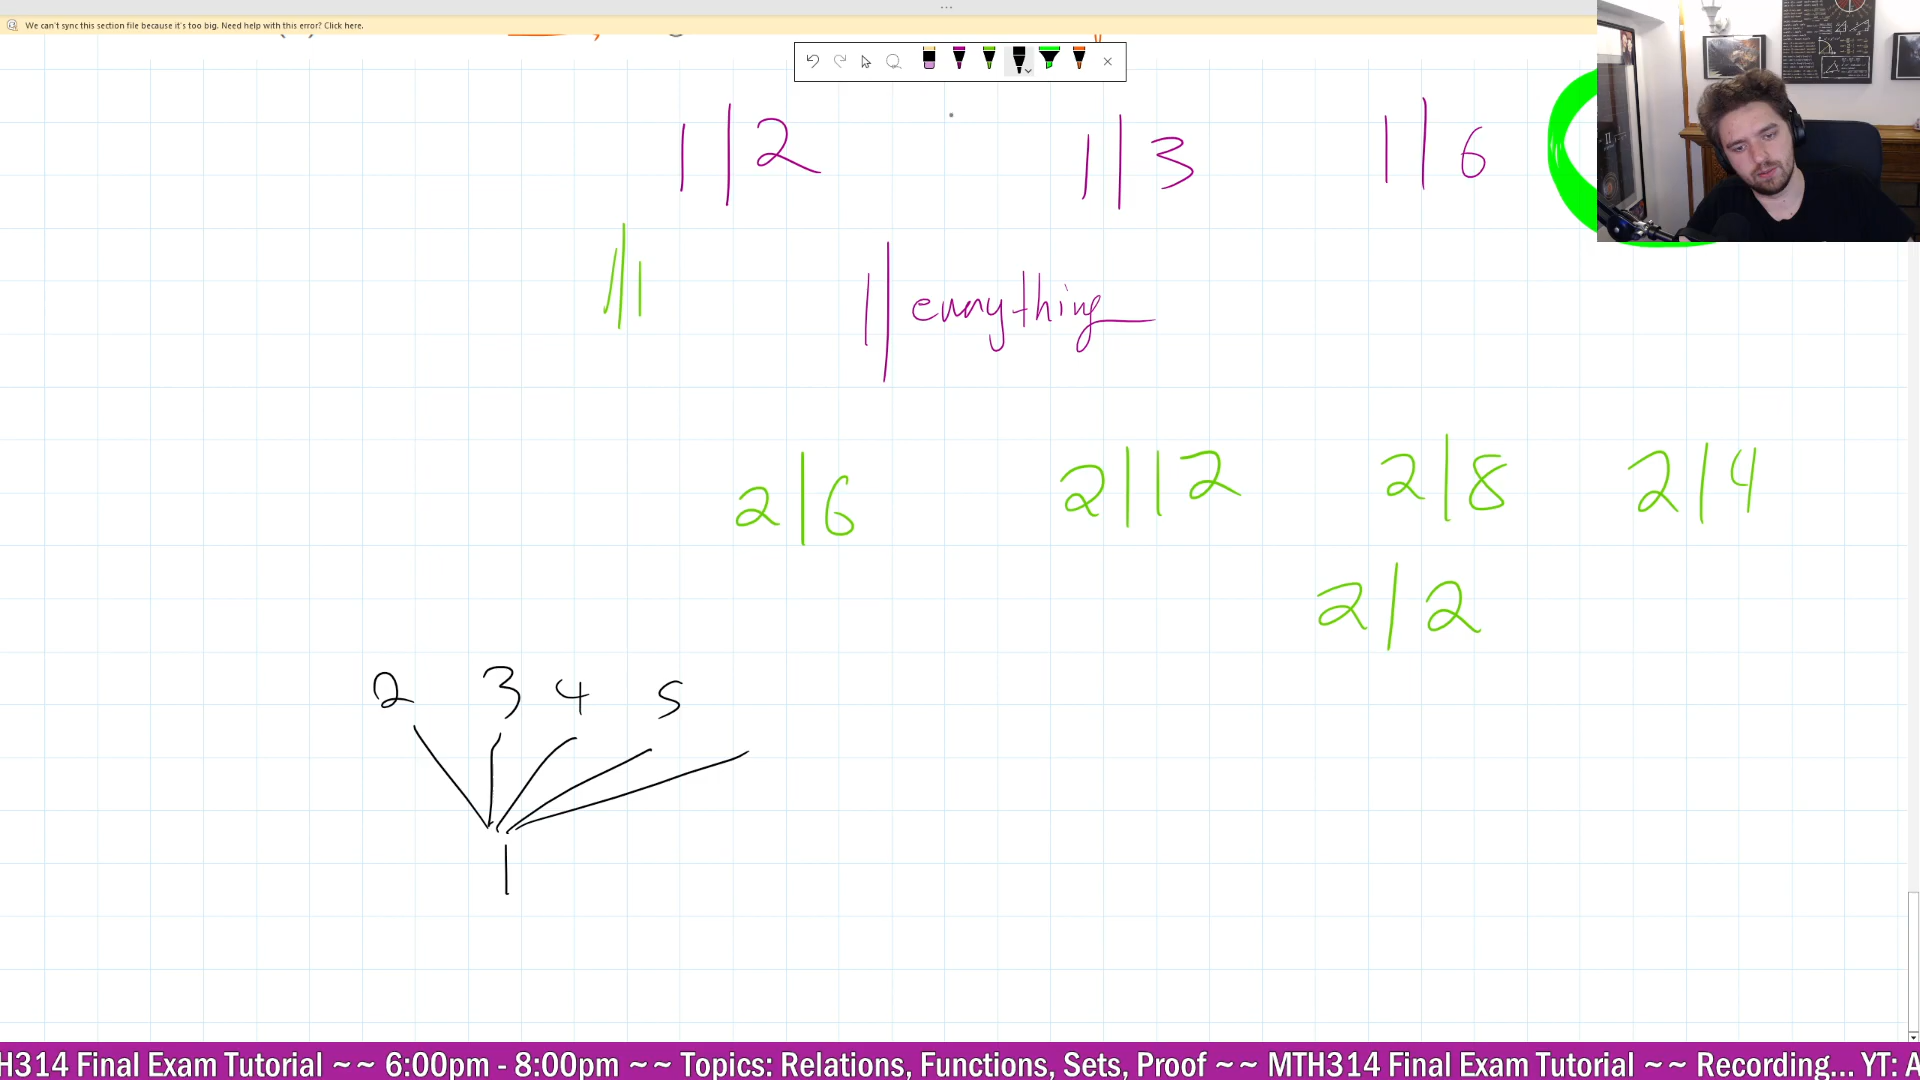 We can't sync this section file because it's too big. Need help with this error? Click here.
1|2 1|3 1|6
1|1 1|everything
2|6 2|12 2|8 2|4
2|2
2 3 4 5
1
H314 Final Exam Tutorial ~~ 6:00pm - 8:00pm ~~ Topics: Relations, Functions, Sets, Proof ~~ MTH314 Final Exam Tutorial ~~ Recording... YT: A